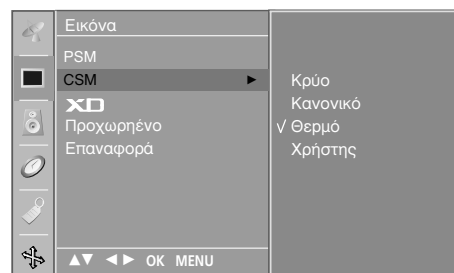 Εικόνα
PSM
CSM ►
XD
Προχωρηένο
Επαναφορά
Κρύο
Κανονικό
√ Θερμό
Χρήστης
▲▼ ◄► OK MENU